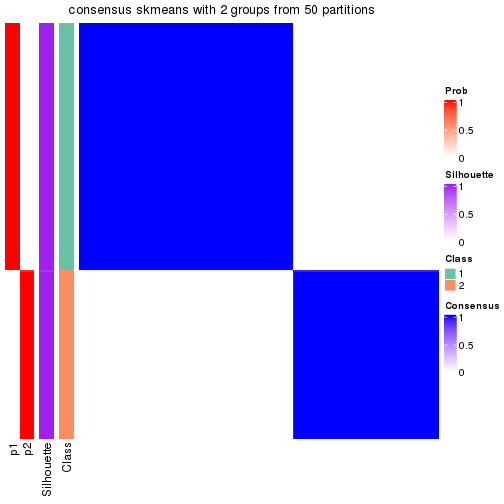 consensus skmeans with 2 groups from 50 partitions
Prob
1
0.5
0
Silhouette
1
0.5
0
Class
1
2
Consensus
1
0.5
0
p1
p2
Silhouette
Class